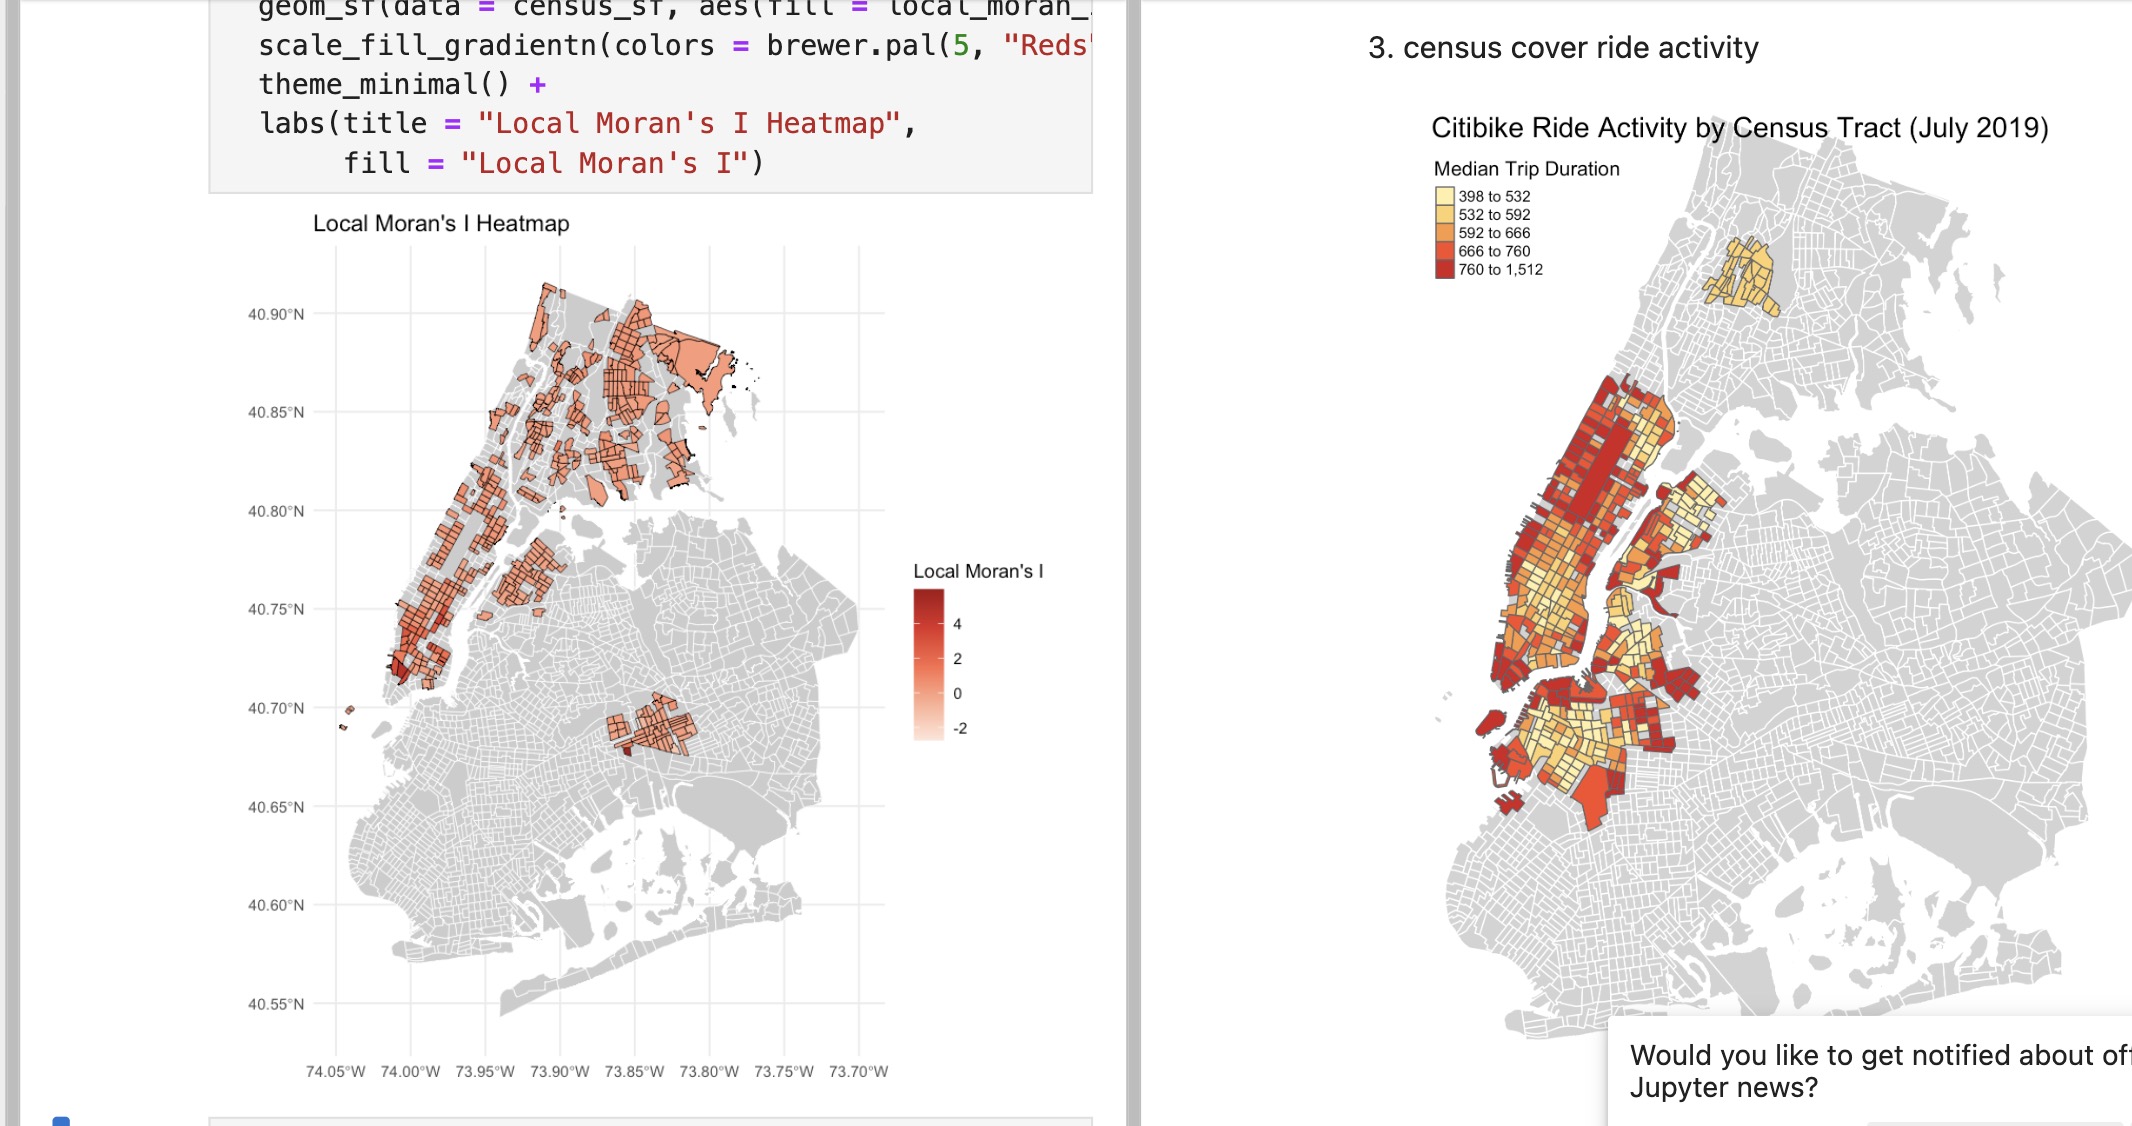 geom_sf(data = census_sf, aes(fill = local_moran_
scale_fill_gradientn(colors = brewer.pal(5, "Reds"
theme_minimal() +
labs(title = "Local Moran's I Heatmap",
fill = "Local Moran's I")
Local Moran's I Heatmap
40.90°N
40.85°N
40.80°N
40.75°N
40.70°N
40.65°N
40.60°N
40.55°N
74.05°W 74.00°W 73.95°W 73.90°W 73.85°W 73.80°W 73.75°W 73.70°W
Local Moran's I
4
2
0
-2
3. census cover ride activity
Citibike Ride Activity by Census Tract (July 2019)
Median Trip Duration
398 to 532
532 to 592
592 to 666
666 to 760
760 to 1,512
Would you like to get notified about off
Jupyter news?